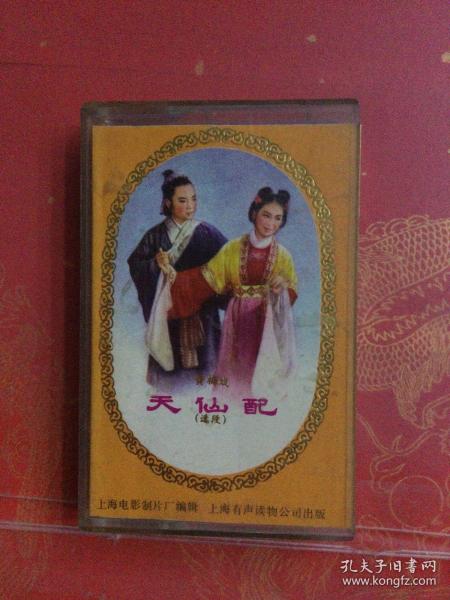 黄梅戏
天仙配
(选段)
上海电影制片厂编辑 上海有声读物公司出版
孔夫子旧书网
www.kongfz.com